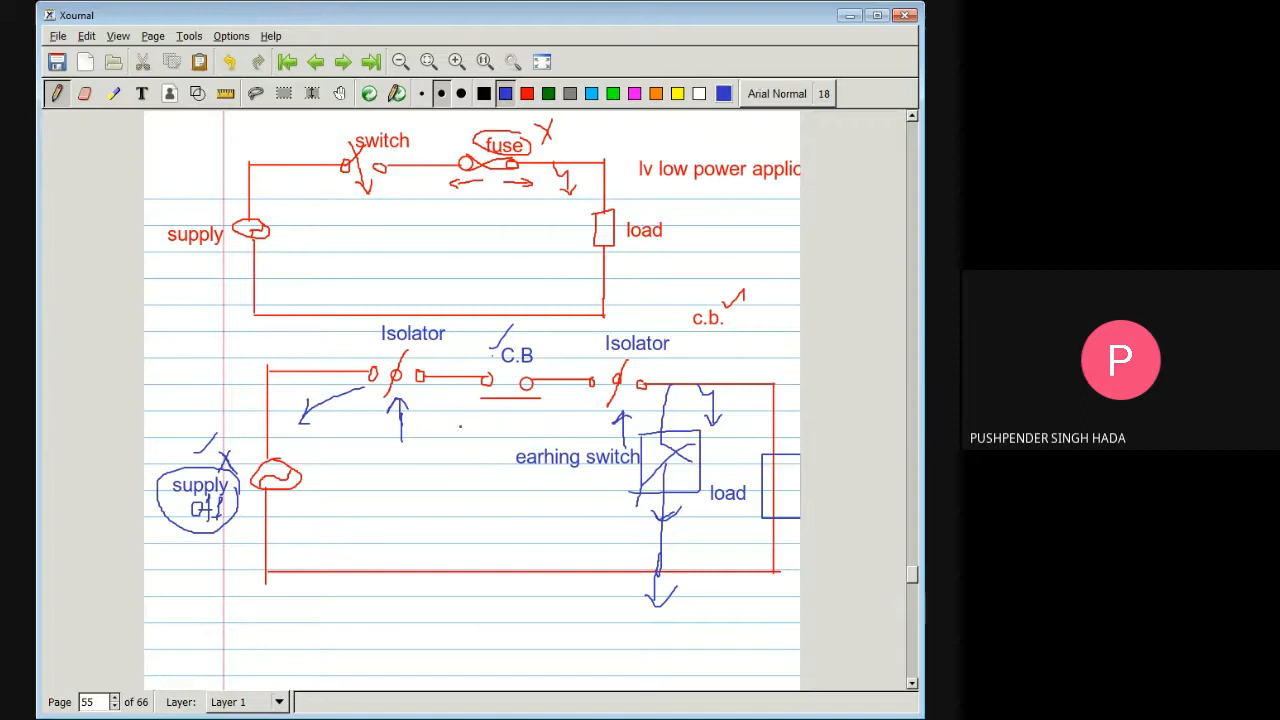 Xournal
File Edit View Page Tools Options Help
Arial Normal 18
switch
fuse
X
lv low power applic
supply
load
c.b.
Isolator
C.B
Isolator
earhing switch
supply
off
load
P
PUSHPENDER SINGH HADA
Page 55 of 66 Layer: Layer 1